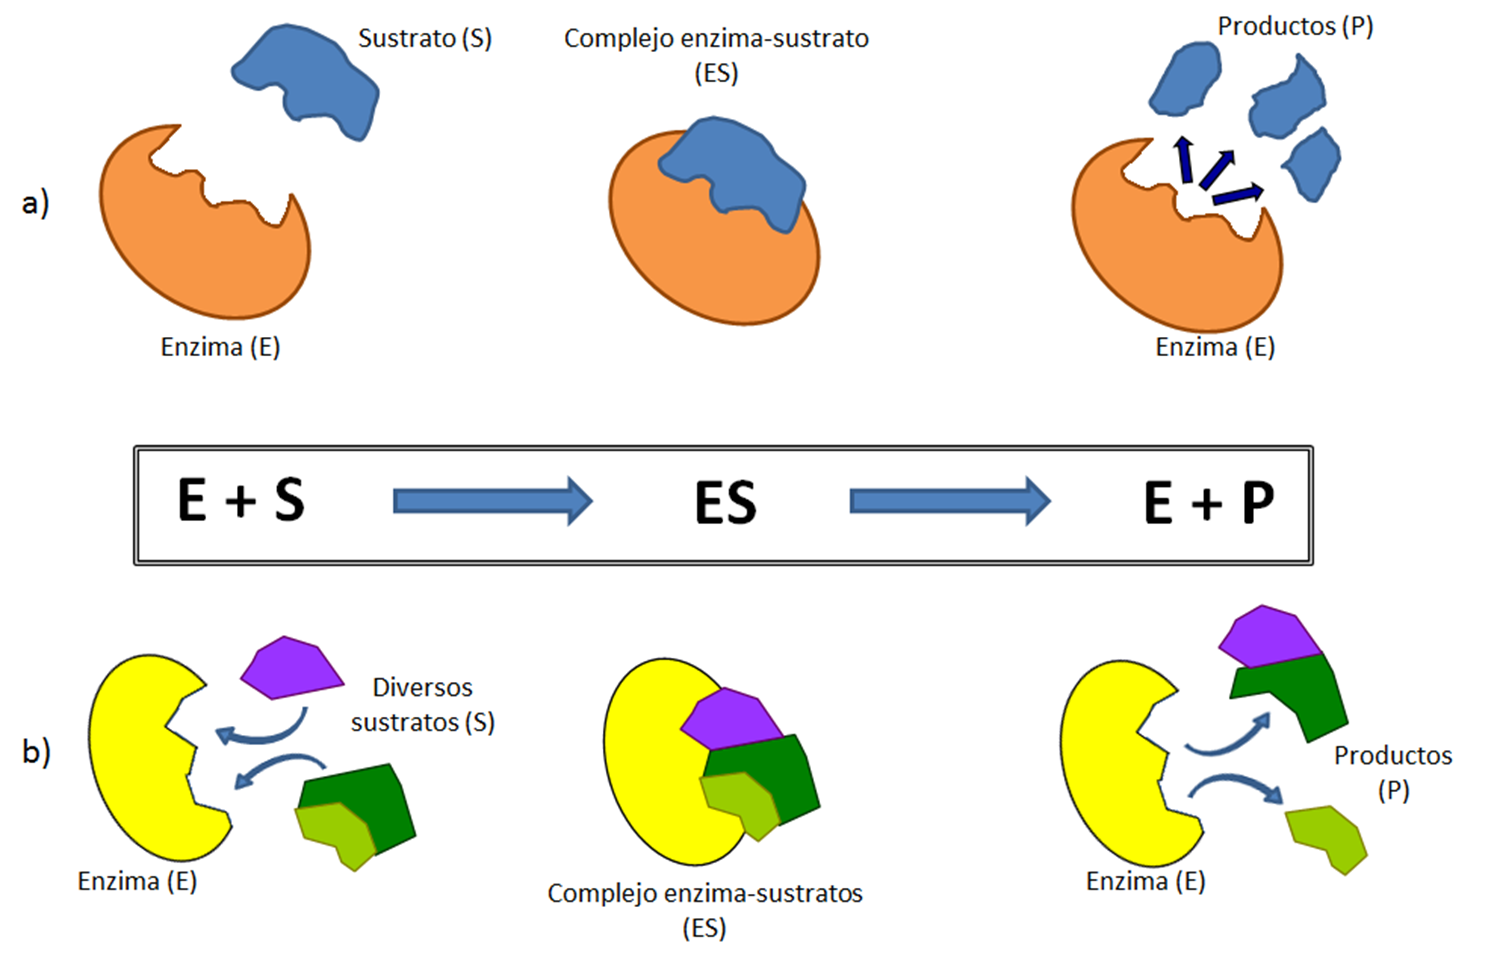 a)
Sustrato (S)
Enzima (E)
Complejo enzima-sustrato
(ES)
Productos (P)
Enzima (E)
E + S
ES
E + P
b)
Diversos
sustratos (S)
Enzima (E)
Complejo enzima-sustratos
(ES)
Productos
(P)
Enzima (E)